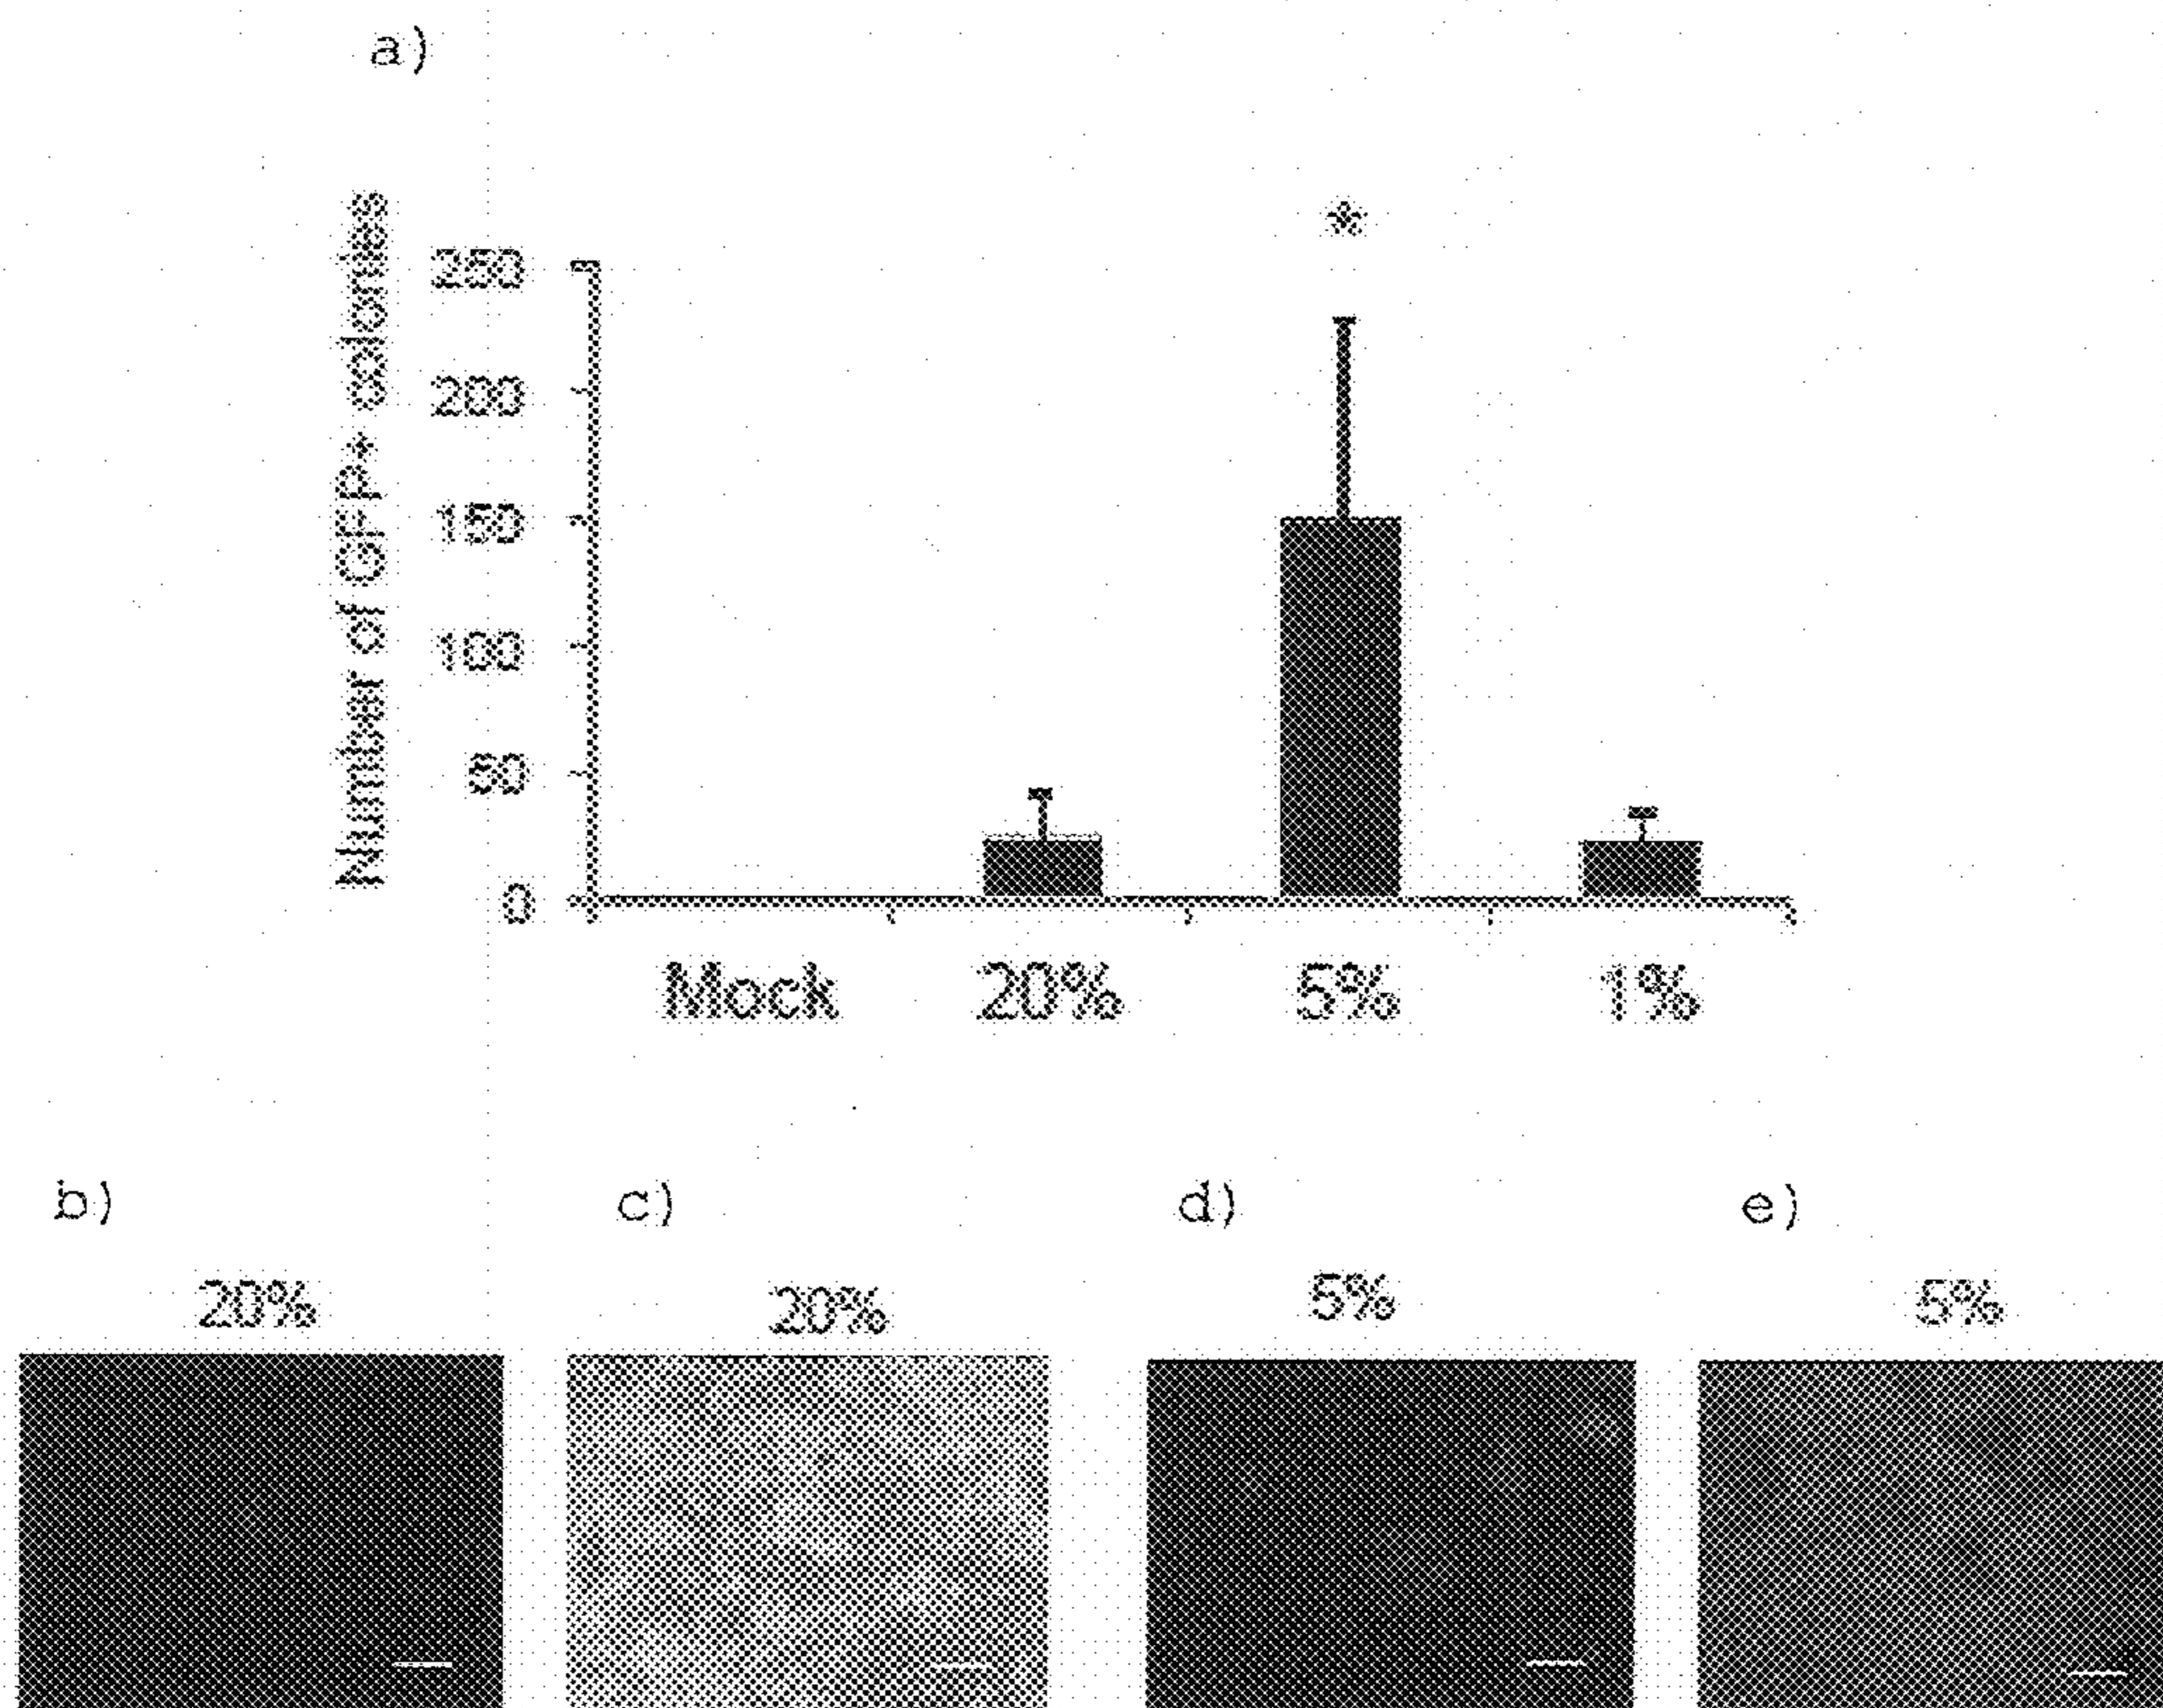 a)
*
Number of GFP+ colonies
250
200
150
100
50
0
Mock 20% 5% 1%
b) c) d) e)
20% 20% 5% 5%